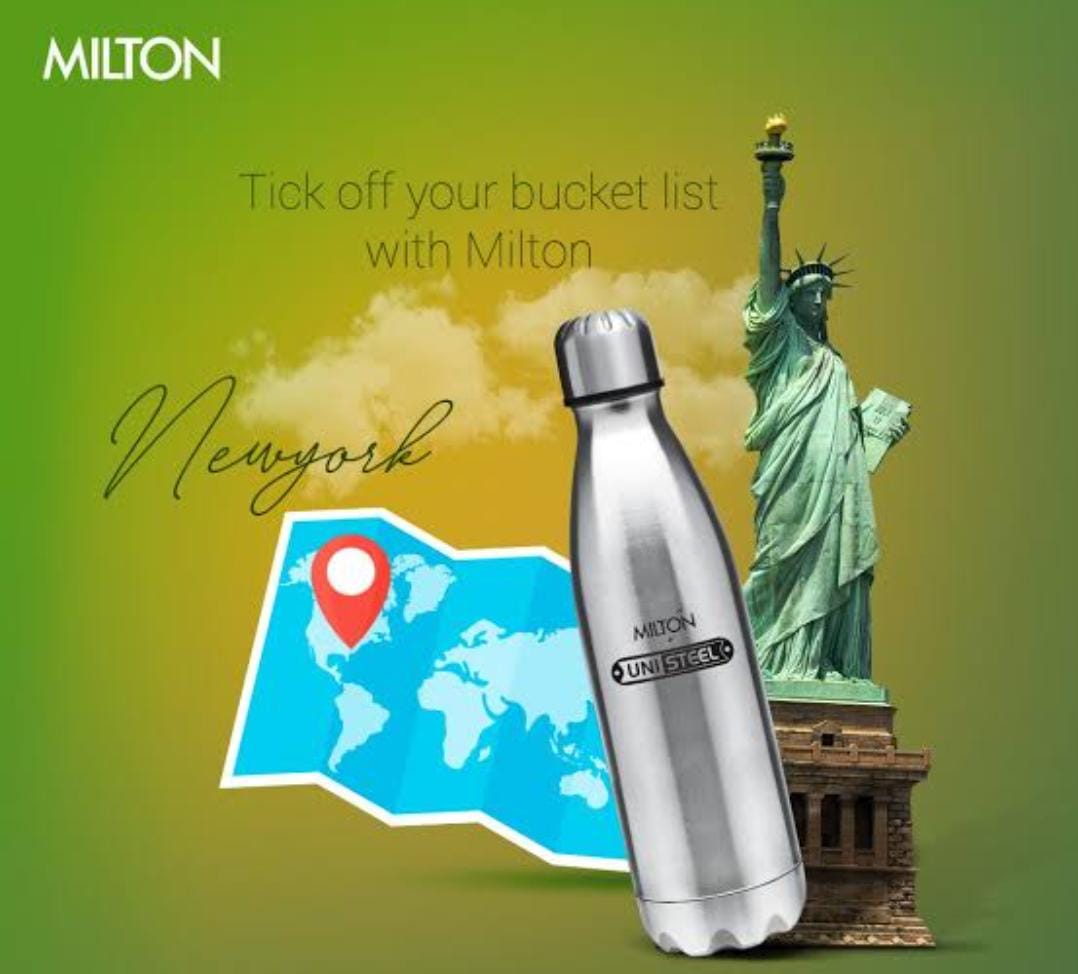 MILTON
Tick off your bucket list
with Milton
Newyork
MILTON
UNI STEEL